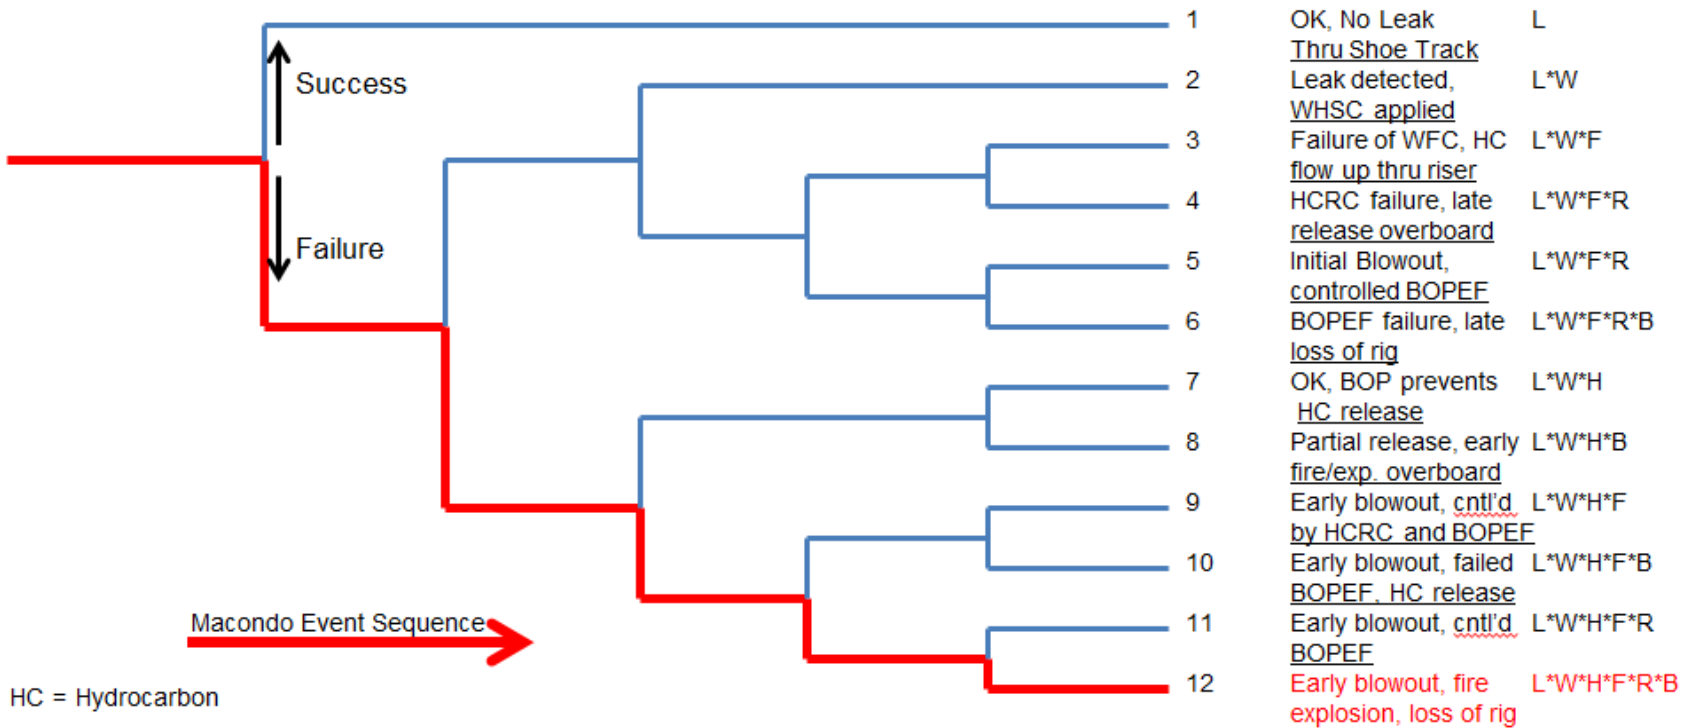 1 OK, No Leak L
Thru Shoe Track
Success
2 Leak detected, L*W
WHSC applied
3 Failure of WFC, HC L*W*F
flow up thru riser
4 HCRC failure, late L*W*F*R
release overboard
Failure
5 Initial Blowout, L*W*F*R
controlled BOPEF
6 BOPEF failure, late L*W*F*R*B
loss of rig
7 OK, BOP prevents L*W*H
HC release
8 Partial release, early L*W*H*B
fire/exp. overboard
9 Early blowout, cntl'd L*W*H*F
by HCRC and BOPEF
10 Early blowout, failed L*W*H*F*B
BOPEF, HC release
Macondo Event Sequence
11 Early blowout, cntl'd L*W*H*F*R
BOPEF
12 Early blowout, fire L*W*H*F*R*B
explosion, loss of rig
HC = Hydrocarbon